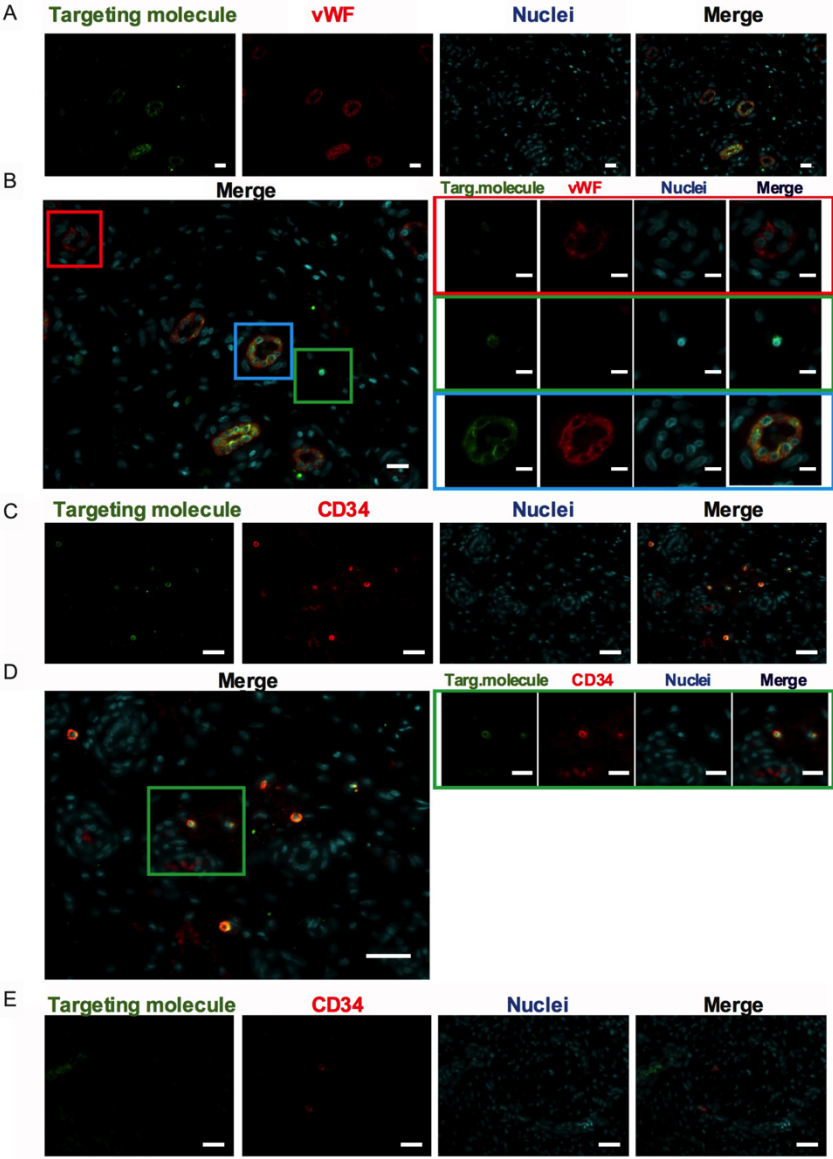 A
Targeting molecule vWF Nuclei Merge
B
Merge
Targ.molecule vWF Nuclei Merge
C
Targeting molecule CD34 Nuclei Merge
D
Merge
Targ.molecule CD34 Nuclei Merge
E
Targeting molecule CD34 Nuclei Merge